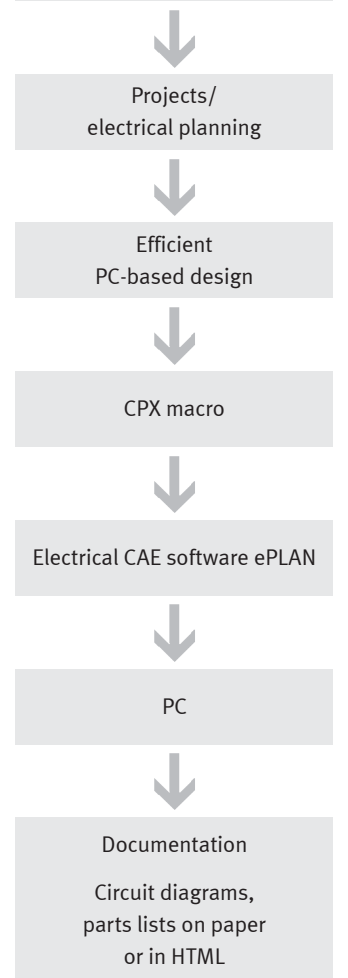 Projects/
electrical planning
Efficient
PC-based design
CPX macro
Electrical CAE software ePLAN
PC
Documentation
Circuit diagrams,
parts lists on paper
or in HTML